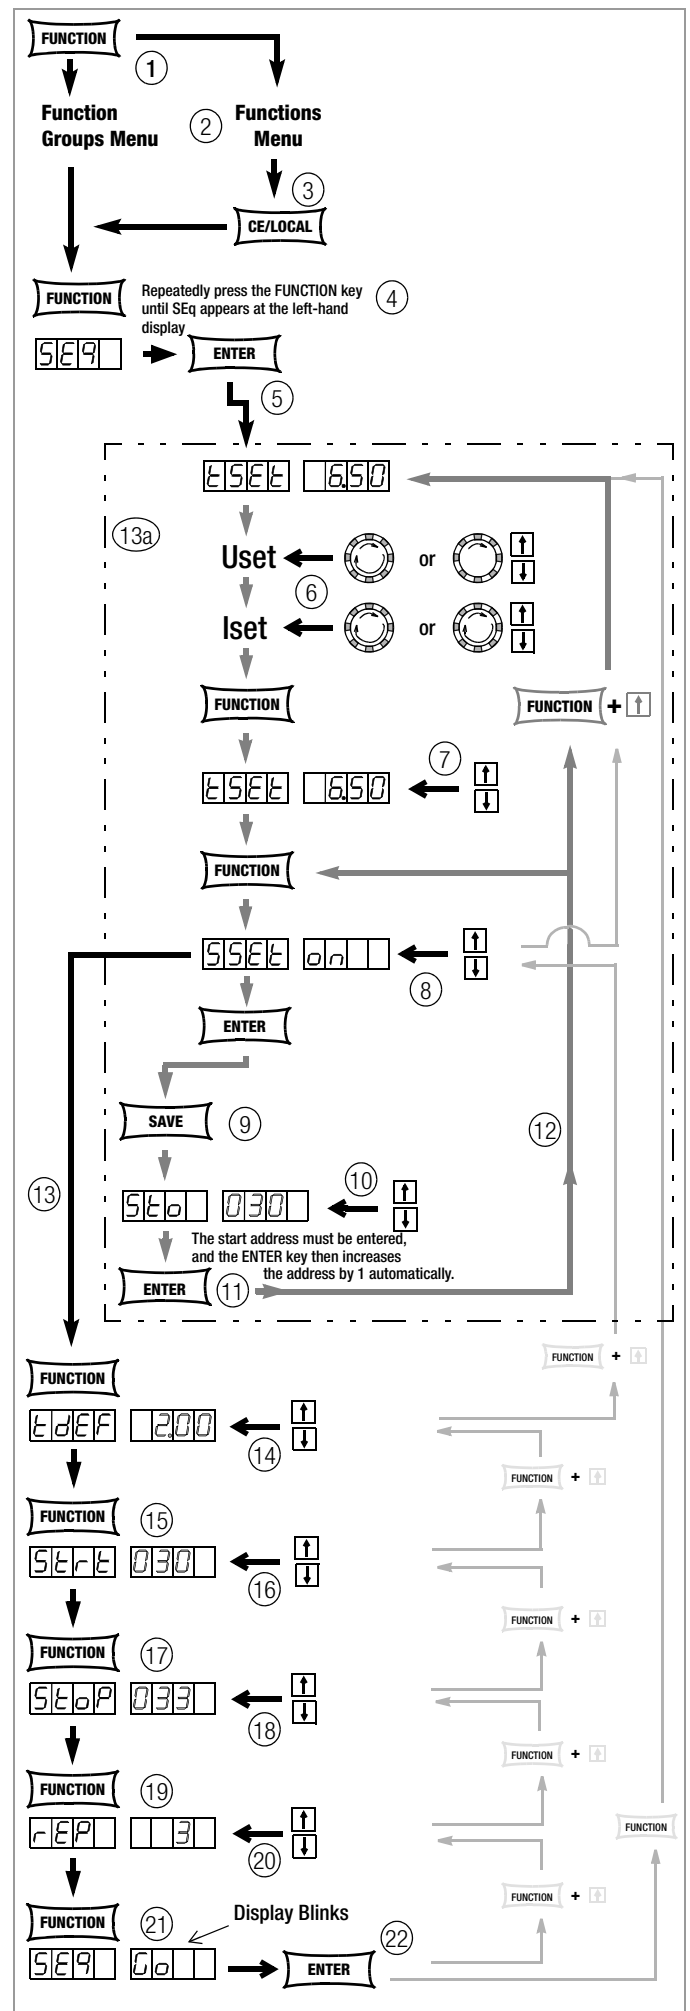 FUNCTION
1
Function
Groups Menu
2
Functions
Menu
3
CE/LOCAL
FUNCTION
Repeatedly press the FUNCTION key
until SEq appears at the left-hand
display
4
SEq
ENTER
5
tSEt 6.50
13a
Uset
or
6
Iset
or
FUNCTION
FUNCTION +
7
tSEt 6.50
FUNCTION
SSEt on
8
ENTER
SAVE
9
12
13
10
Sto 030
The start address must be entered,
and the ENTER key then increases
the address by 1 automatically.
ENTER
11
FUNCTION +
FUNCTION
tdEF 2.00
14
FUNCTION +
FUNCTION
15
Strt 030
16
FUNCTION +
FUNCTION
17
StoP 033
18
FUNCTION +
FUNCTION
19
rEP 3
20
FUNCTION
FUNCTION +
FUNCTION
21
Display Blinks
22
SEq Go
ENTER